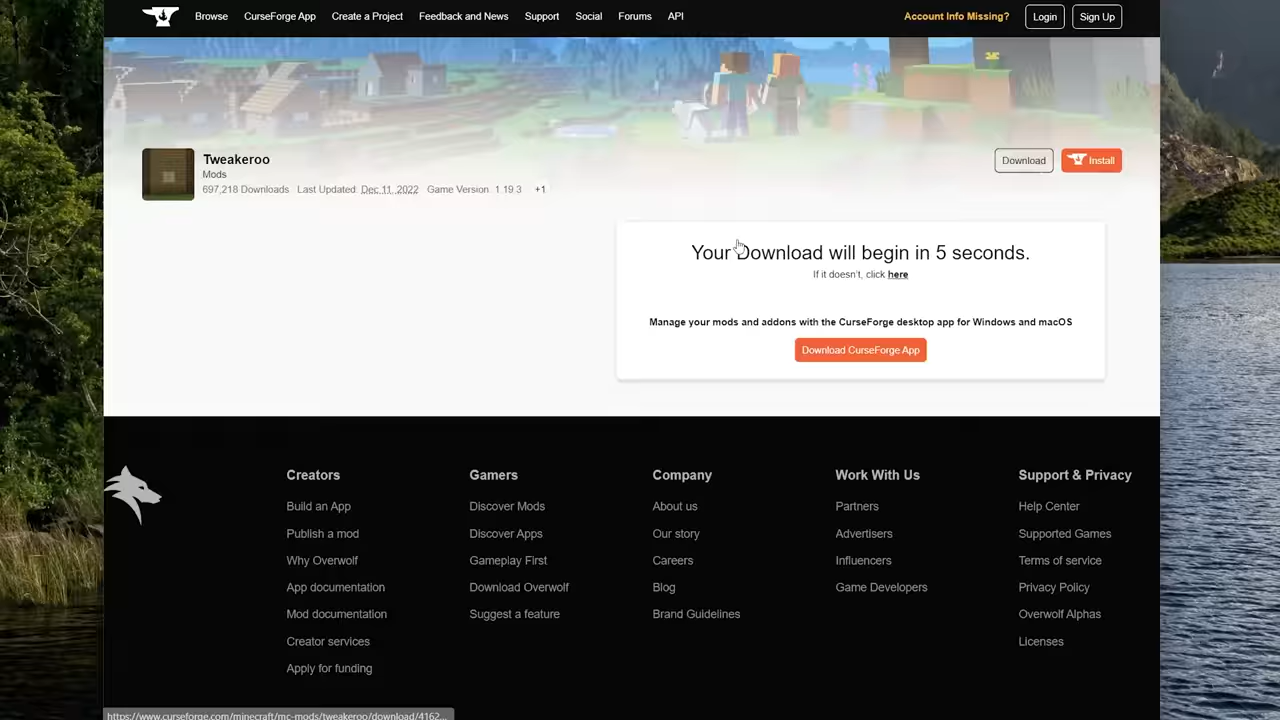 Browse CurseForge App Create a Project Feedback and News Support Social Forums API Account Info Missing? Login Sign Up
Tweakeroo
Mods
697,218 Downloads Last Updated Dec 11, 2022 Game Version 1.19.3 +1
Download Install
Your Download will begin in 5 seconds.
If it doesn't, click here
Manage your mods and addons with the CurseForge desktop app for Windows and macOS
Download CurseForge App
Creators
Build an App
Publish a mod
Why Overwolf
App documentation
Mod documentation
Creator services
Apply for funding
Gamers
Discover Mods
Discover Apps
Gameplay First
Download Overwolf
Suggest a feature
Company
About us
Our story
Careers
Blog
Brand Guidelines
Work With Us
Partners
Advertisers
Influencers
Game Developers
Support & Privacy
Help Center
Supported Games
Terms of service
Privacy Policy
Overwolf Alphas
Licenses
https://www.curseforge.com/minecraft/mc-mods/tweakeroo/download/4162...